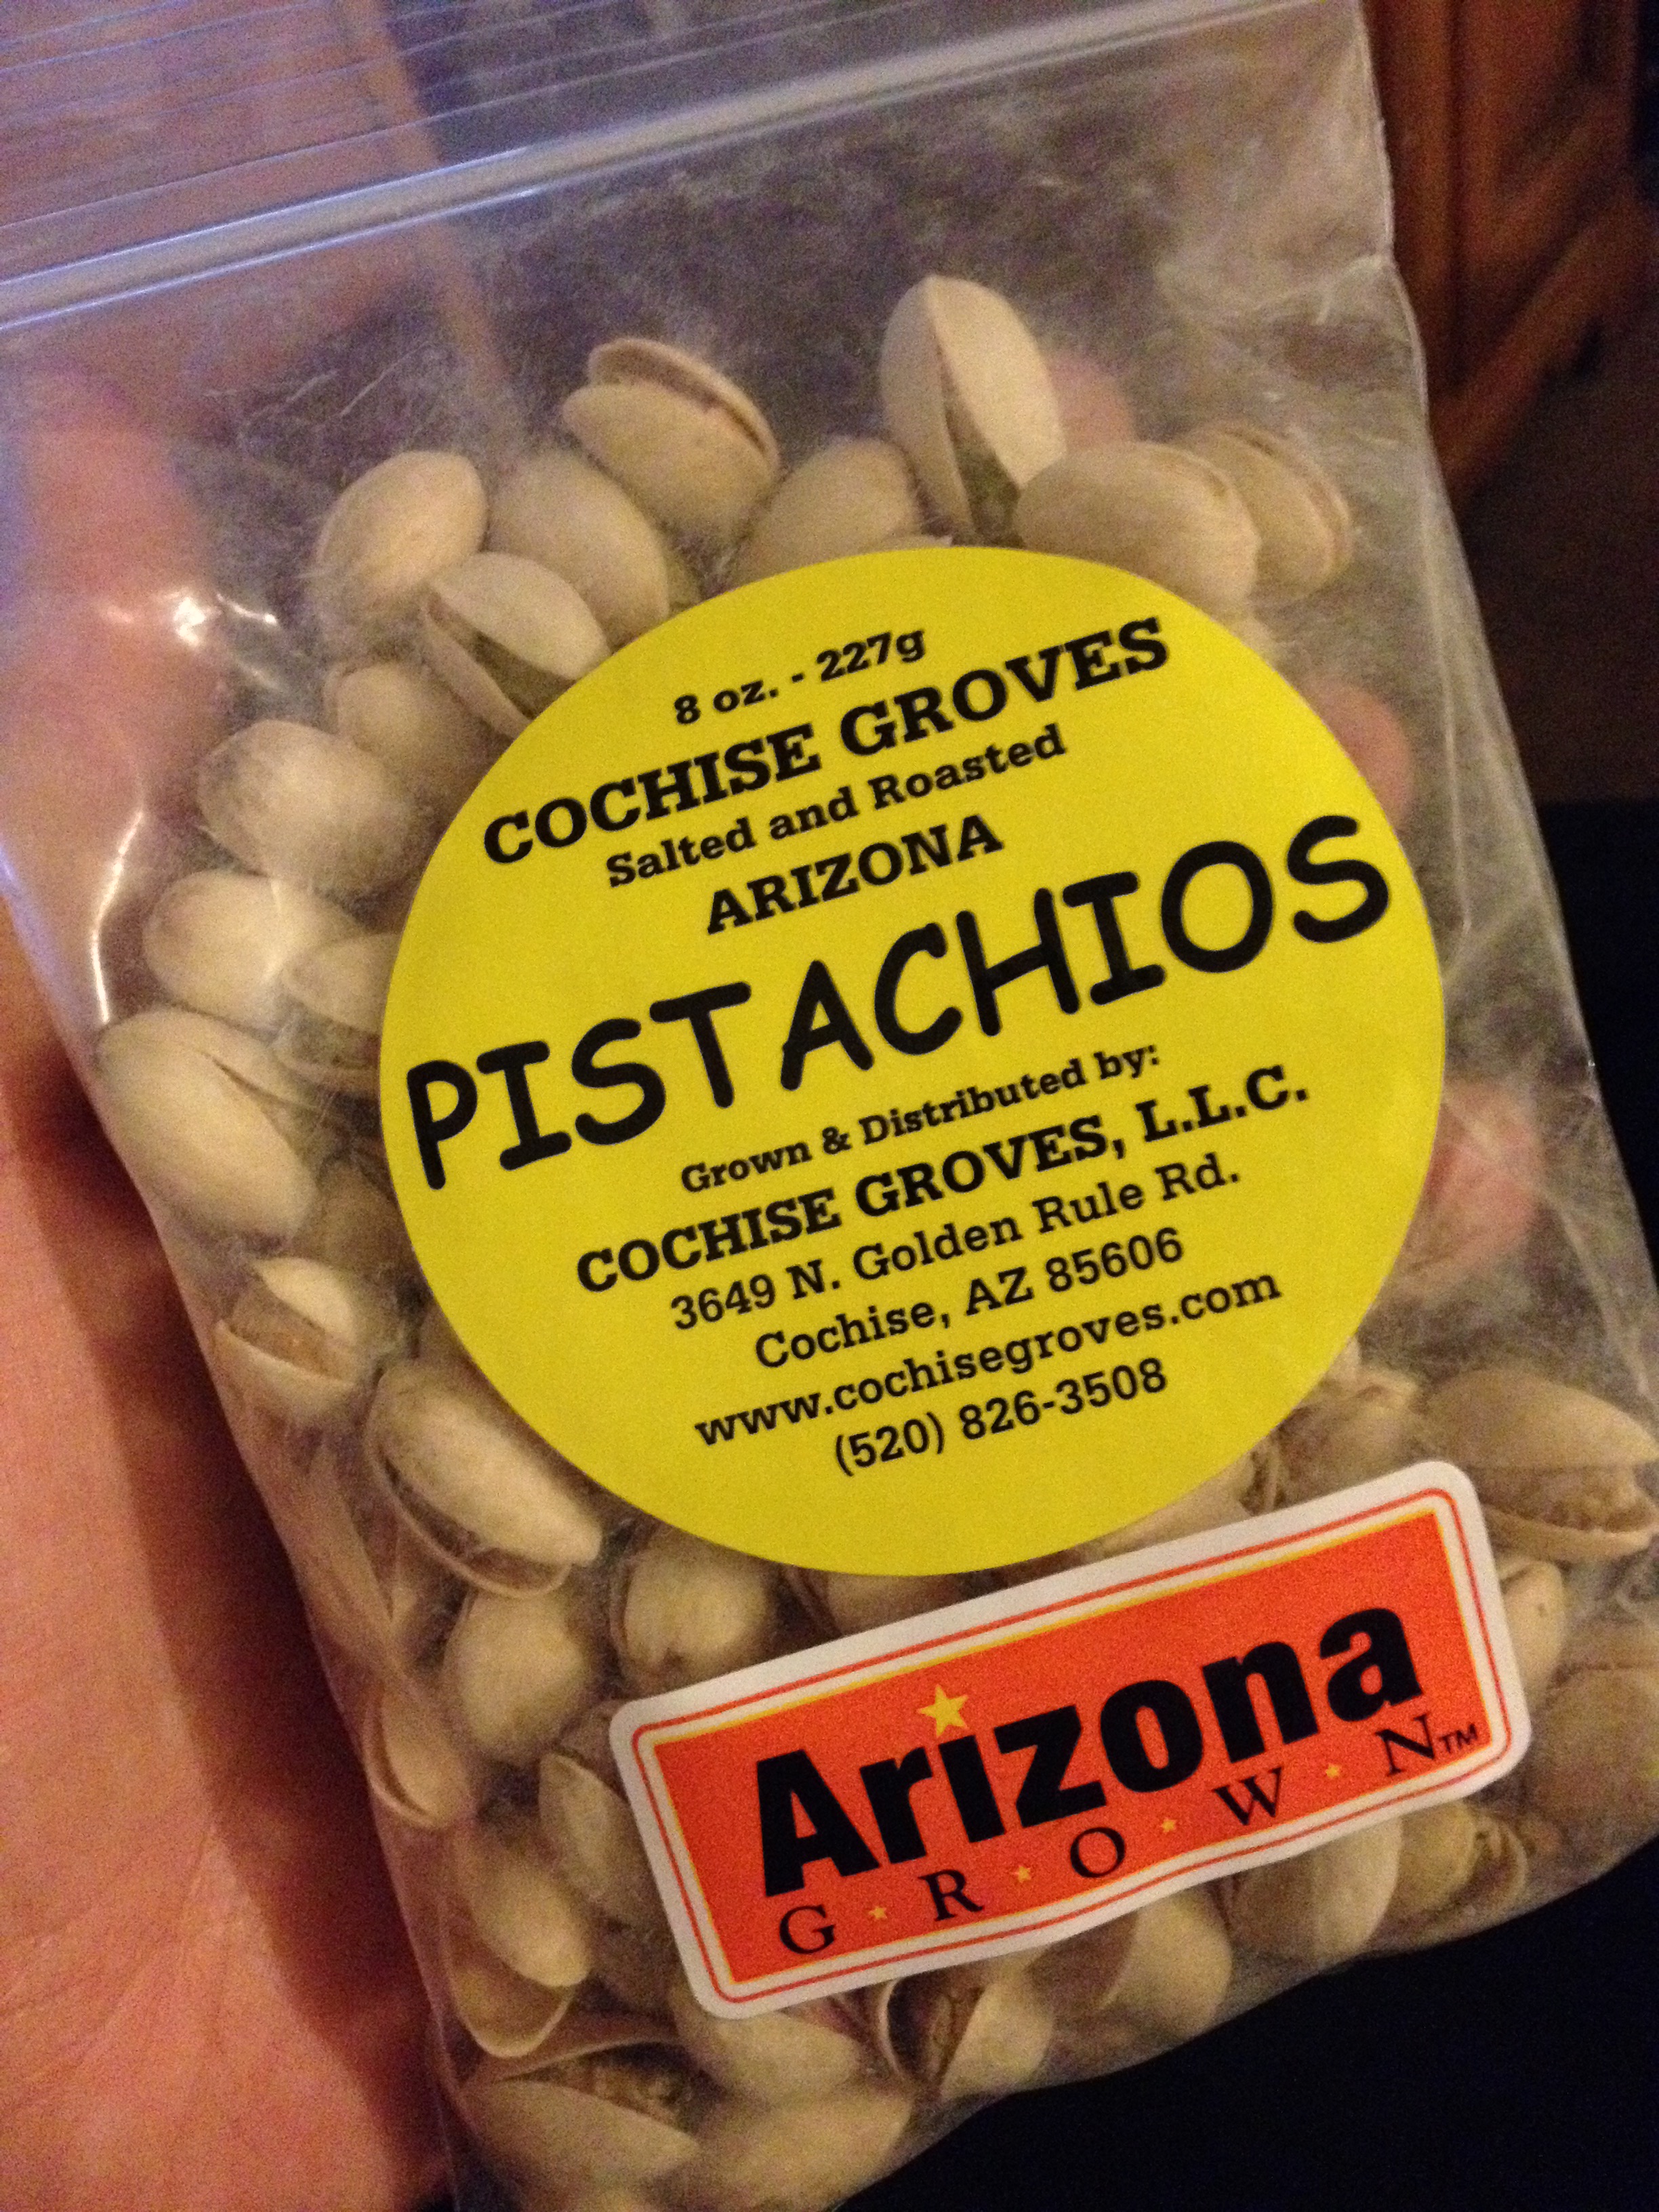 8 oz. - 227g
COCHISE GROVES
Salted and Roasted
ARIZONA
PISTACHIOS
Grown & Distributed by:
COCHISE GROVES, L.L.C.
3649 N. Golden Rule Rd.
Cochise, AZ 85606
www.cochisegroves.com
(520) 826-3508
Arizona
G·R·O·W·N™